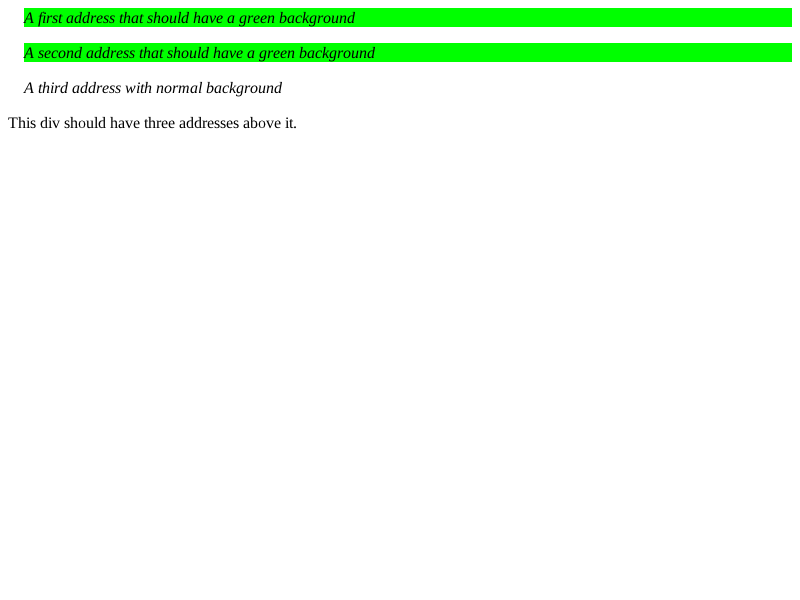 A first address that should have a green background
A second address that should have a green background
A third address with normal background
This div should have three addresses above it.